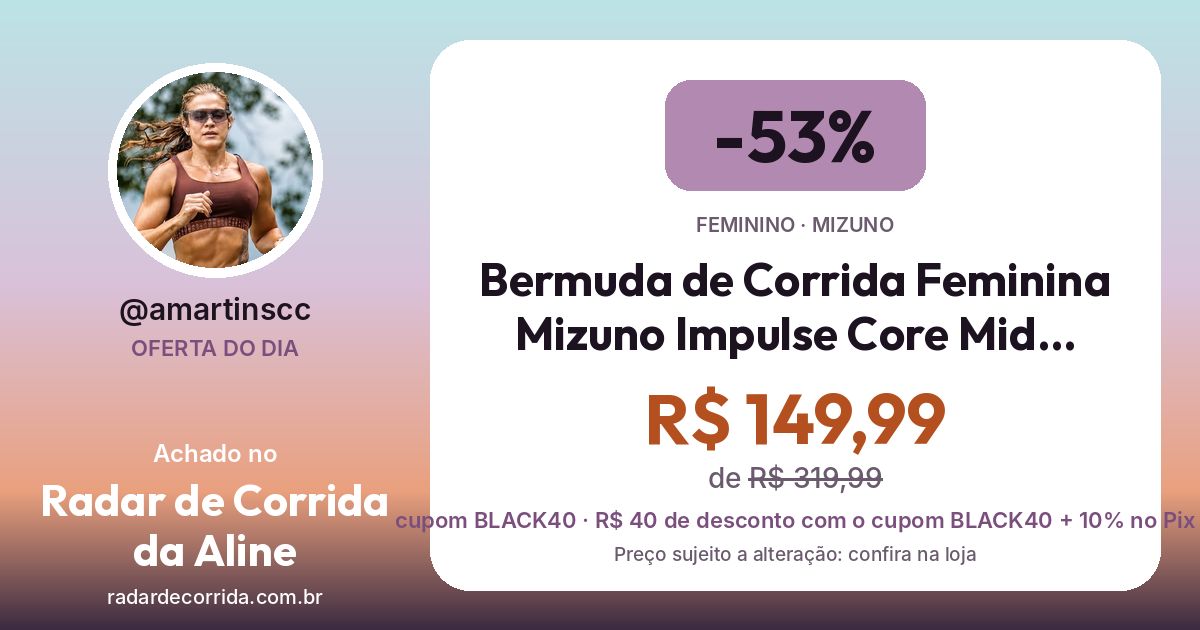 @amartinscc
OFERTA DO DIA
Achado no
Radar de Corrida
da Aline
radardecorrida.com.br
-53%
FEMININO · MIZUNO
Bermuda de Corrida Feminina
Mizuno Impulse Core Mid...
R$ 149,99
de R$ 319,99
cupom BLACK40 · R$ 40 de desconto com o cupom BLACK40 + 10% no Pix
Preço sujeito a alteração: confira na loja